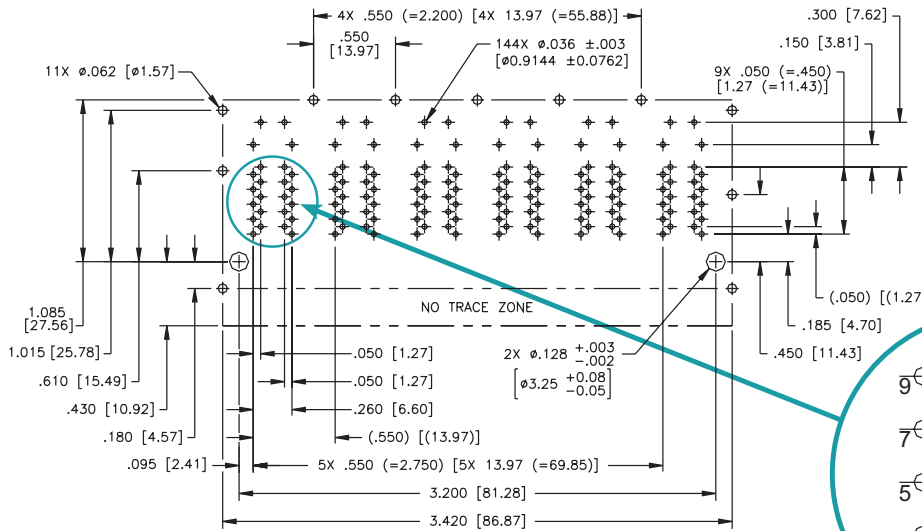 4X .550 (=2.200) [4X 13.97 (=55.88)]
.550
[13.97]
144X ø.036 ±.003
[ø0.9144 ±0.0762]
11X ø.062 [ø1.57]
.300 [7.62]
.150 [3.81]
9X .050 (=.450)
[1.27 (=11.43)]
NO TRACE ZONE
1.085
[27.56]
1.015 [25.78]
.610 [15.49]
.430 [10.92]
.180 [4.57]
.095 [2.41]
.050 [1.27]
.050 [1.27]
.260 [6.60]
(.550) [(13.97)]
5X .550 (=2.750) [5X 13.97 (=69.85)]
3.200 [81.28]
3.420 [86.87]
2X ø.128 +.003
-.002
[ø3.25 +0.08
-0.05]
(.050) [(1.27
.185 [4.70]
.450 [11.43]
9
7
5